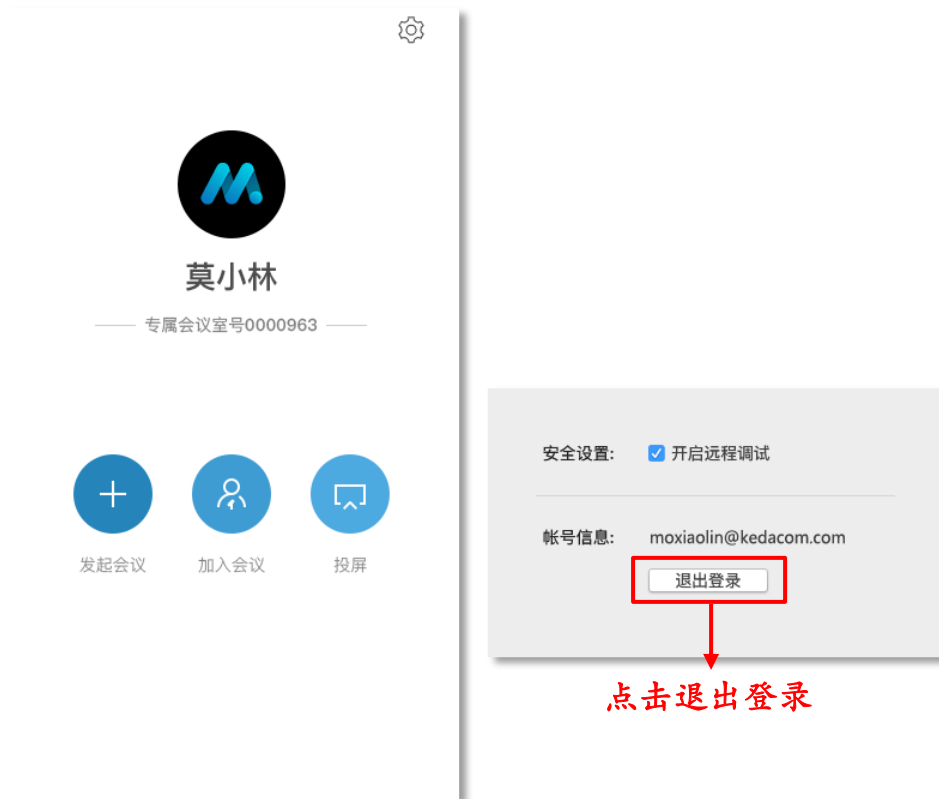 莫小林
专属会议室号0000963
发起会议
加入会议
投屏
安全设置: 开启远程调试
帐号信息: moxiaolin@kedacom.com
退出登录
点击退出登录